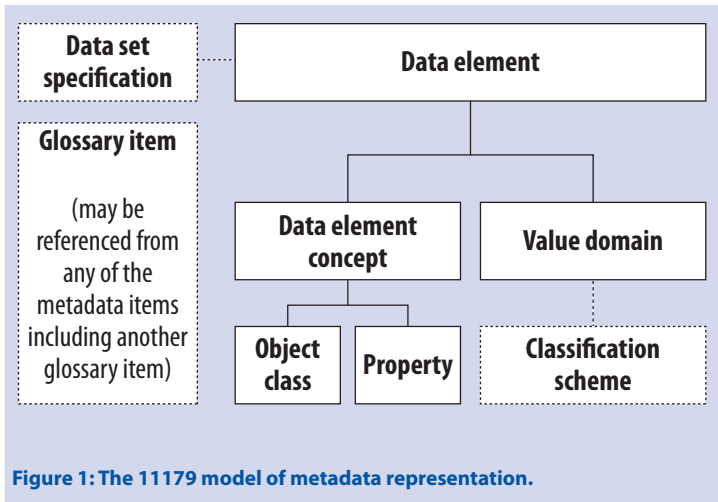 Data set
specification
Data element
Glossary item
(may be
referenced from
any of the
metadata items
including another
glossary item)
Data element
concept
Value domain
Object
class
Property
Classification
scheme
Figure 1: The 11179 model of metadata representation.